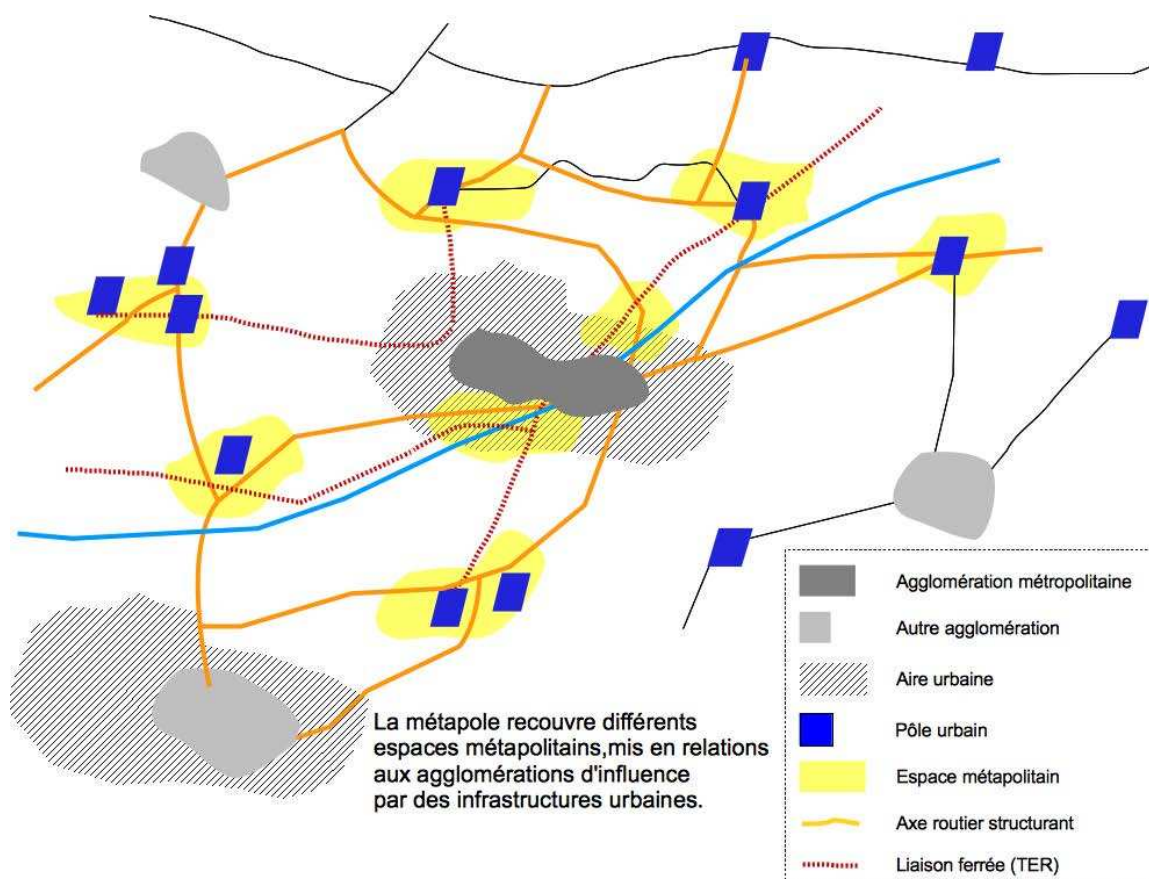 La métapole recouvre différents
espaces métapolitains,mis en relations
aux agglomérations d'influence
par des infrastructures urbaines.
Agglomération métropolitaine
Autre agglomération
Aire urbaine
Pôle urbain
Espace métapolitain
Axe routier structurant
Liaison ferrée (TER)